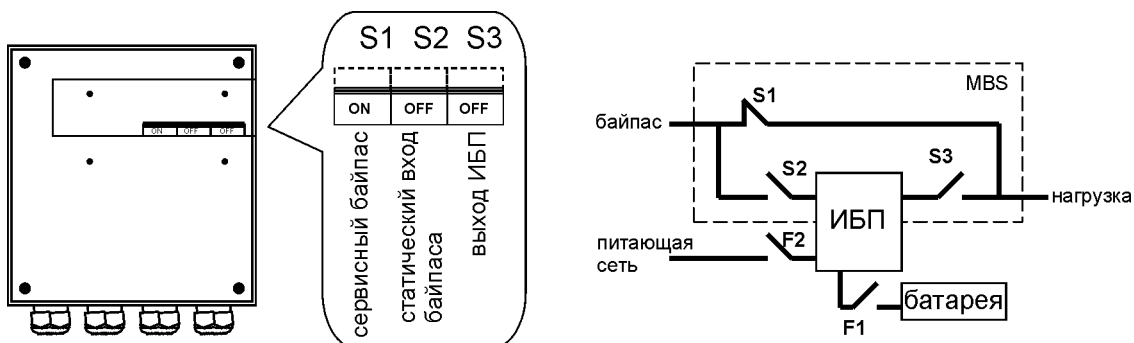 S1 S2 S3
ON OFF OFF
ON OFF OFF
сервисный байпас
статический вход
байпаса
выход ИБП
MBS
S1
байпас
S2
S3
ИБП
нагрузка
питающая
сеть
F2
батарея
F1